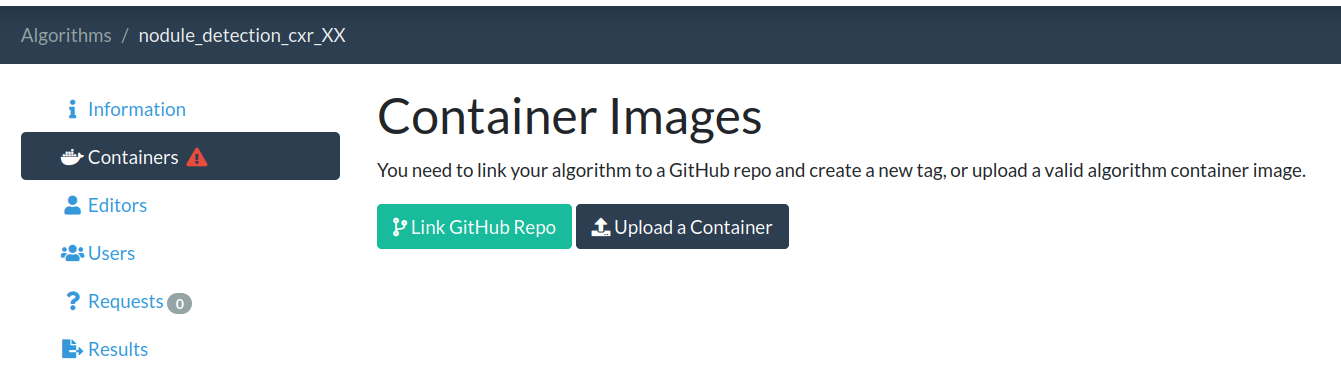 Algorithms / nodule_detection_cxr_XX
Information
Containers
Editors
Users
Requests 0
Results
Container Images
You need to link your algorithm to a GitHub repo and create a new tag, or upload a valid algorithm container image.
Link GitHub Repo
Upload a Container